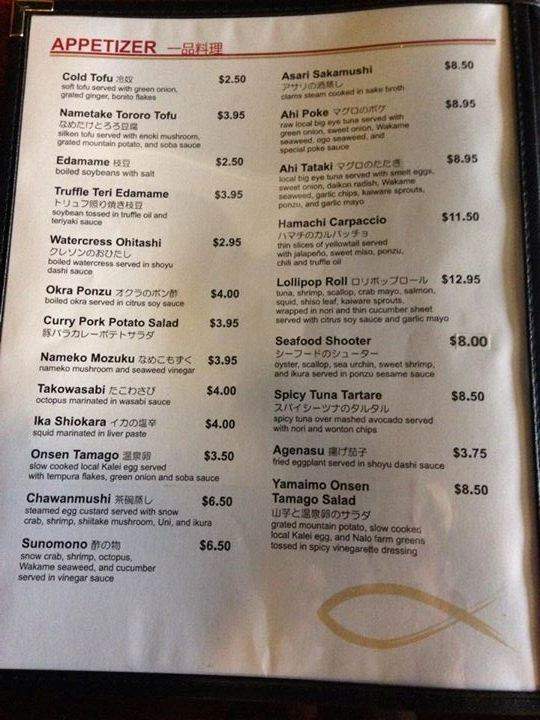 APPETIZER 一品料理
Cold Tofu 冷奴 $2.50
soft tofu served with green onion,
grated ginger, bonito flakes
Nametake Tororo Tofu $3.95
なめたけとろろ豆腐
silken tofu served with enoki mushroom,
grated mountain potato, and soba sauce
Edamame 枝豆 $2.50
boiled soybeans with salt
Truffle Teri Edamame $3.95
トリュフ照り焼き枝豆
soybean tossed in truffle oil and
teriyaki sauce
Watercress Ohitashi $2.95
クレソンのおひたし
boiled watercress served in shoyu
dashi sauce
Okra Ponzu オクラのポン酢 $4.00
boiled okra served in citrus soy sauce
Curry Pork Potato Salad $3.95
豚バラカレーポテトサラダ
Nameko Mozuku なめこもずく $3.95
nameko mushroom and seaweed vinegar
Takowasabi たこわさび $4.00
octopus marinated in wasabi sauce
Ika Shiokara イカの塩辛 $4.00
squid marinated in liver paste
Onsen Tamago 温泉卵 $3.50
slow cooked local Kalei egg served
with tempura flakes, green onion and soba sauce
Chawanmushi 茶碗蒸し $6.50
steamed egg custard served with snow
crab, shrimp, shiitake mushroom, Uni, and ikura
Sunomono 酢の物 $6.50
snow crab, shrimp, octopus,
Wakame seaweed, and cucumber
served in vinegar sauce
Asari Sakamushi $8.50
アサリの酒蒸し
clams steam cooked in sake broth
Ahi Poke マグロのポケ $8.95
raw local big eye tuna served with
green onion, sweet onion, Wakame
seaweed, ogo seaweed, and
special poke sauce
Ahi Tataki マグロのたたき $8.95
local big eye tuna served with smelt eggs,
sweet onion, daikon radish, Wakame
seaweed, garlic chips, kaiware sprouts,
ponzu, and garlic mayo
Hamachi Carpaccio $11.50
ハマチのカルパッチョ
thin slices of yellowtail served
with jalapeño, sweet miso, ponzu,
chili and truffle oil
Lollipop Roll ロリポップロール $12.95
tuna, shrimp, scallop, crab mayo, salmon,
squid, shiso leaf, kaiware sprouts,
wrapped in nori and thin cucumber sheet
served with citrus soy sauce and garlic mayo
Seafood Shooter $8.00
シーフードのシューター
oyster, scallop, sea urchin, sweet shrimp,
and ikura served in ponzu sesame sauce
Spicy Tuna Tartare $8.50
スパイシーツナのタルタル
spicy tuna over mashed avocado served
with nori and wonton chips
Agenasu 揚げ茄子 $3.75
fried eggplant served in shoyu dashi sauce
Yamaimo Onsen
Tamago Salad $8.50
山芋と温泉卵のサラダ
grated mountain potato, slow cooked
local Kalei egg, and Nalo farm greens
tossed in spicy vinegarette dressing